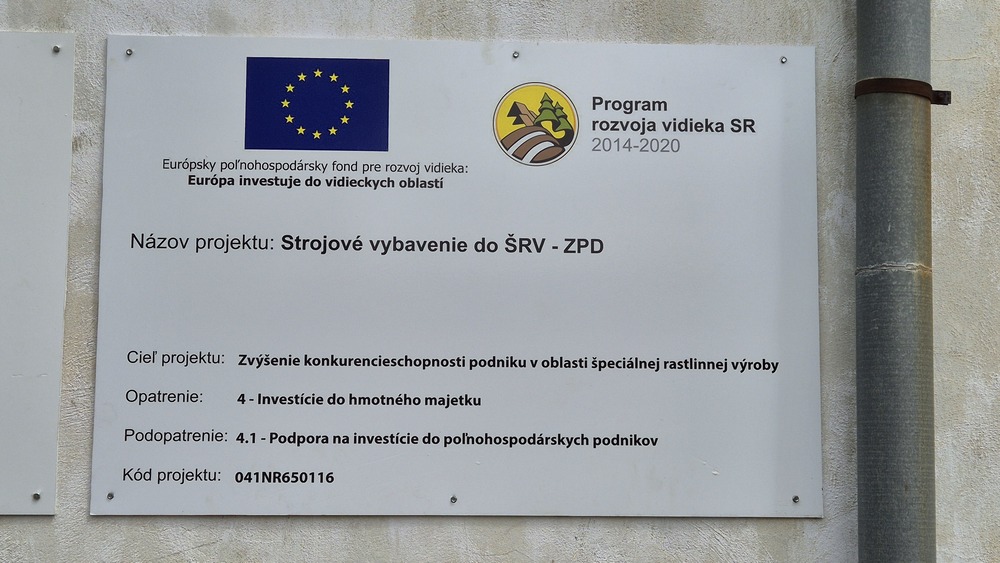 Európsky poľnohospodársky fond pre rozvoj vidieka:
Európa investuje do vidieckych oblastí
Program
rozvoja vidieka SR
2014-2020
Názov projektu: Strojové vybavenie do ŠRV - ZPD
Cieľ projektu: Zvýšenie konkurencieschopnosti podniku v oblasti špeciálnej rastlinnej výroby
Opatrenie: 4 - Investície do hmotného majetku
Podopatrenie: 4.1 - Podpora na investície do poľnohospodárskych podnikov
Kód projektu: 041NR650116